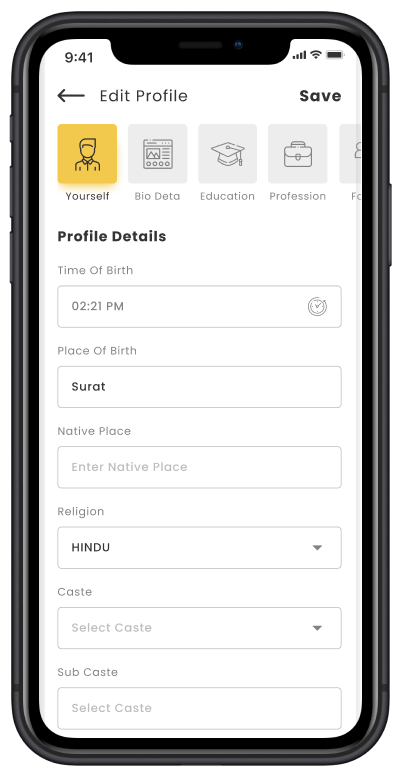 9:41
Edit Profile Save
Yourself Bio Deta Education Profession Fa
Profile Details
Time Of Birth
02:21 PM
Place Of Birth
Surat
Native Place
Enter Native Place
Religion
HINDU
Caste
Select Caste
Sub Caste
Select Caste